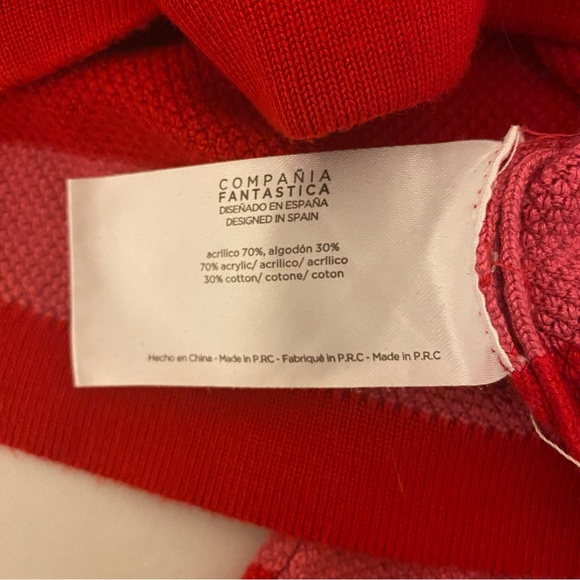 COMPAÑIA
FANTASTICA
DISEÑADO EN ESPAÑA
DESIGNED IN SPAIN
acrílico 70%, algodón 30%
70% acrylic/ acrilico/ acrílico
30% cotton/ cotone/ coton
Hecho en China - Made in P.RC - Fabriqué in P.R.C - Made in P.R.C